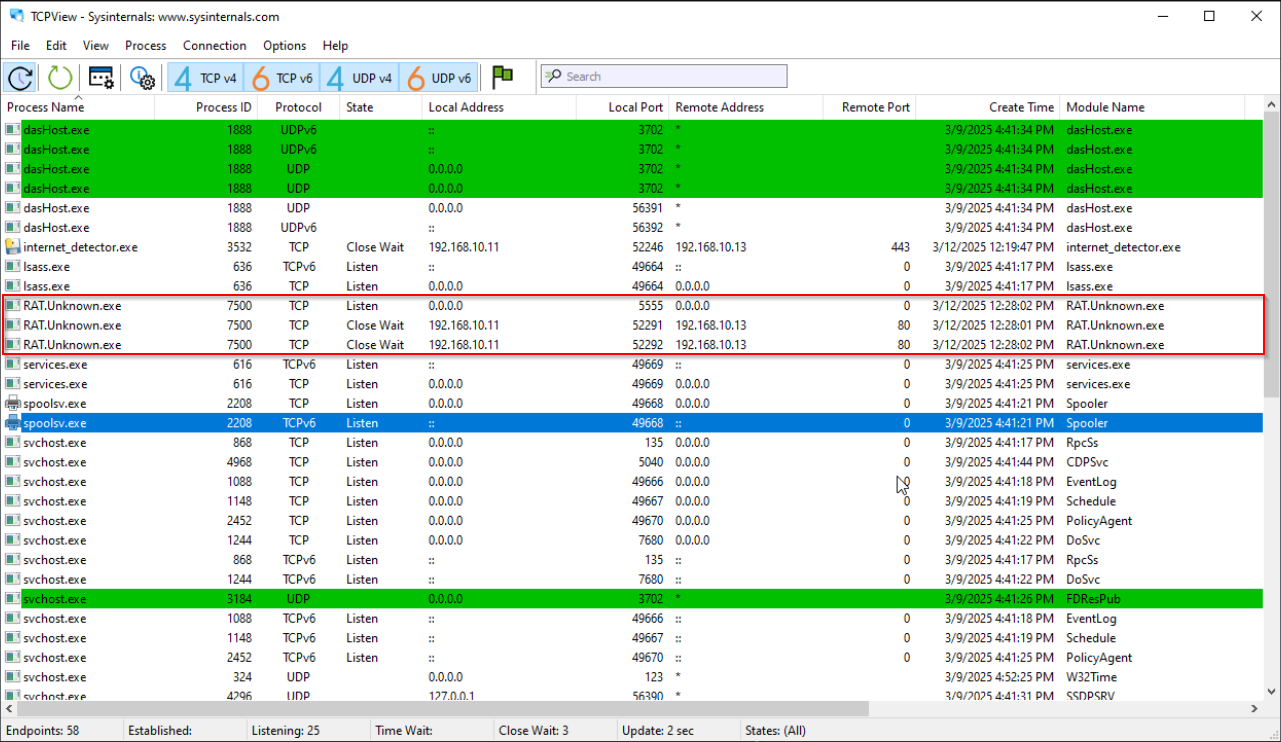 TCPView - Sysinternals: www.sysinternals.com
File Edit View Process Connection Options Help
4 TCP v4 6 TCP v6 4 UDP v4 6 UDP v6 Search
Process Name Process ID Protocol State Local Address Local Port Remote Address Remote Port Create Time Module Name
dasHost.exe 1888 UDPv6 :: 3702 * 3/9/2025 4:41:34 PM dasHost.exe
dasHost.exe 1888 UDPv6 :: 3702 * 3/9/2025 4:41:34 PM dasHost.exe
dasHost.exe 1888 UDP 0.0.0.0 3702 * 3/9/2025 4:41:34 PM dasHost.exe
dasHost.exe 1888 UDP 0.0.0.0 3702 * 3/9/2025 4:41:34 PM dasHost.exe
dasHost.exe 1888 UDP 0.0.0.0 56391 * 3/9/2025 4:41:34 PM dasHost.exe
dasHost.exe 1888 UDPv6 :: 56392 * 3/9/2025 4:41:34 PM dasHost.exe
internet_detector.exe 3532 TCP Close Wait 192.168.10.11 52246 192.168.10.13 443 3/12/2025 12:19:47 PM internet_detector.exe
lsass.exe 636 TCPv6 Listen :: 49664 :: 0 3/9/2025 4:41:17 PM lsass.exe
lsass.exe 636 TCP Listen 0.0.0.0 49664 0.0.0.0 0 3/9/2025 4:41:17 PM lsass.exe
RAT.Unknown.exe 7500 TCP Listen 0.0.0.0 5555 0.0.0.0 0 3/12/2025 12:28:02 PM RAT.Unknown.exe
RAT.Unknown.exe 7500 TCP Close Wait 192.168.10.11 52291 192.168.10.13 80 3/12/2025 12:28:01 PM RAT.Unknown.exe
RAT.Unknown.exe 7500 TCP Close Wait 192.168.10.11 52292 192.168.10.13 80 3/12/2025 12:28:02 PM RAT.Unknown.exe
services.exe 616 TCPv6 Listen :: 49669 :: 0 3/9/2025 4:41:25 PM services.exe
services.exe 616 TCP Listen 0.0.0.0 49669 0.0.0.0 0 3/9/2025 4:41:25 PM services.exe
spoolsv.exe 2208 TCP Listen 0.0.0.0 49668 0.0.0.0 0 3/9/2025 4:41:21 PM Spooler
spoolsv.exe 2208 TCPv6 Listen :: 49668 :: 0 3/9/2025 4:41:21 PM Spooler
svchost.exe 868 TCP Listen 0.0.0.0 135 0.0.0.0 0 3/9/2025 4:41:17 PM RpcSs
svchost.exe 4968 TCP Listen 0.0.0.0 5040 0.0.0.0 0 3/9/2025 4:41:44 PM CDPSvc
svchost.exe 1088 TCP Listen 0.0.0.0 49666 0.0.0.0 0 3/9/2025 4:41:18 PM EventLog
svchost.exe 1148 TCP Listen 0.0.0.0 49667 0.0.0.0 0 3/9/2025 4:41:19 PM Schedule
svchost.exe 2452 TCP Listen 0.0.0.0 49670 0.0.0.0 0 3/9/2025 4:41:25 PM PolicyAgent
svchost.exe 1244 TCP Listen 0.0.0.0 7680 0.0.0.0 0 3/9/2025 4:41:22 PM DoSvc
svchost.exe 868 TCPv6 Listen :: 135 :: 0 3/9/2025 4:41:17 PM RpcSs
svchost.exe 1244 TCPv6 Listen :: 7680 :: 0 3/9/2025 4:41:22 PM DoSvc
svchost.exe 3184 UDP 0.0.0.0 3702 * 3/9/2025 4:41:26 PM FDResPub
svchost.exe 1088 TCPv6 Listen :: 49666 :: 0 3/9/2025 4:41:18 PM EventLog
svchost.exe 1148 TCPv6 Listen :: 49667 :: 0 3/9/2025 4:41:19 PM Schedule
svchost.exe 2452 TCPv6 Listen :: 49670 :: 0 3/9/2025 4:41:25 PM PolicyAgent
svchost.exe 324 UDP 0.0.0.0 123 * 3/9/2025 4:52:25 PM W32Time
svchost.exe 4296 UDP 127.0.0.1 56390 * 3/9/2025 4:41:31 PM SSDPSRV
Endpoints: 58 Established: Listening: 25 Time Wait: Close Wait: 3 Update: 2 sec States: (All)